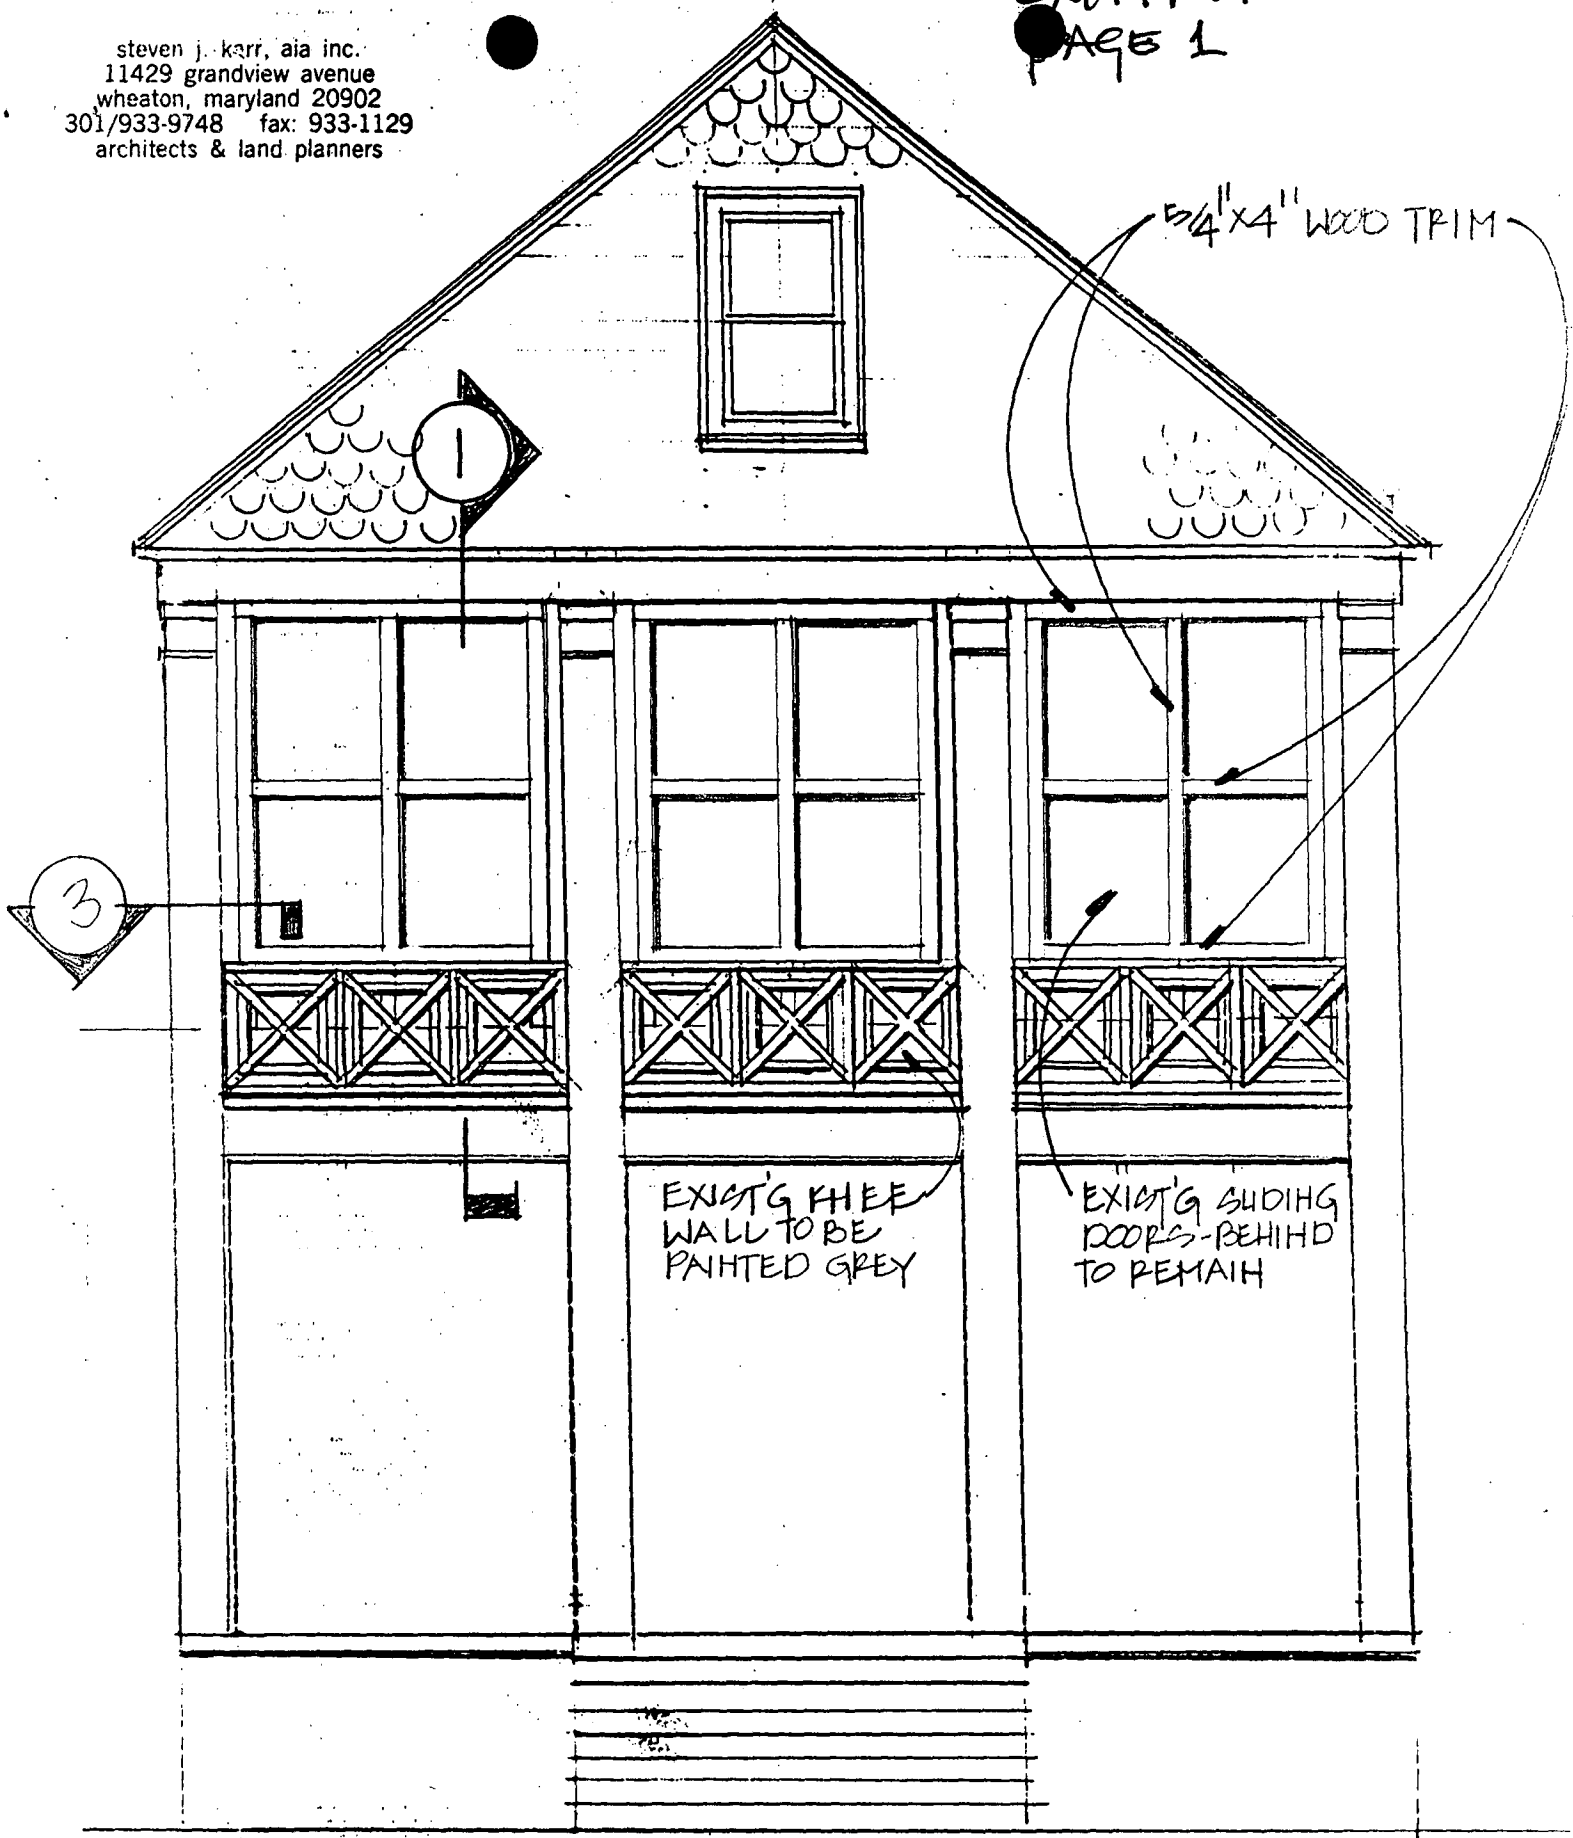 steven j. karr, aia inc.
11429 grandview avenue
wheaton, maryland 20902
301/933-9748 fax: 933-1129
architects & land planners
PAGE 1
5/4"X4" WOOD TRIM
1
3
EXIST'G KNEE
WALL TO BE
PAINTED GREY
EXIST'G SLIDING
DOORS-BEHIND
TO REMAIN